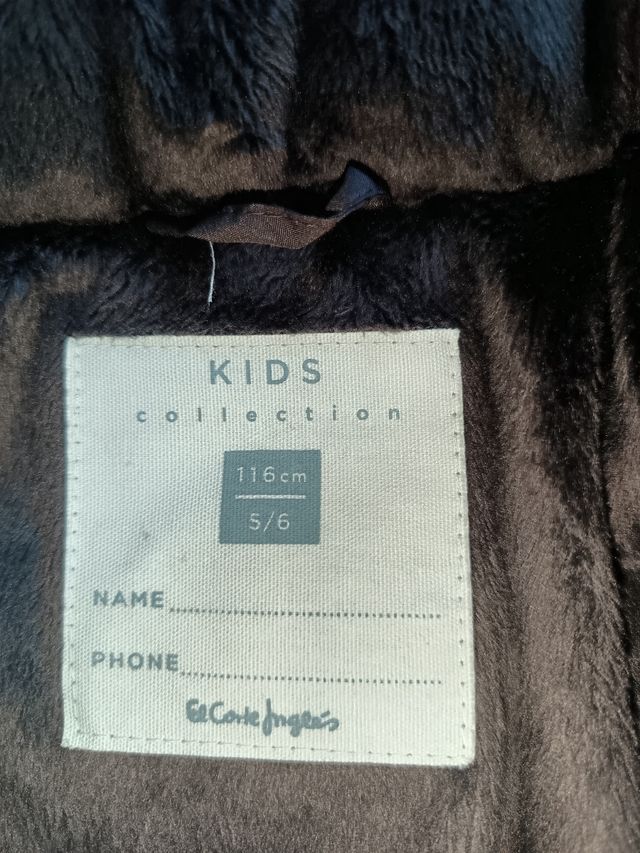 KIDS
collection
116cm
5/6
NAME
PHONE
El Corte Inglés